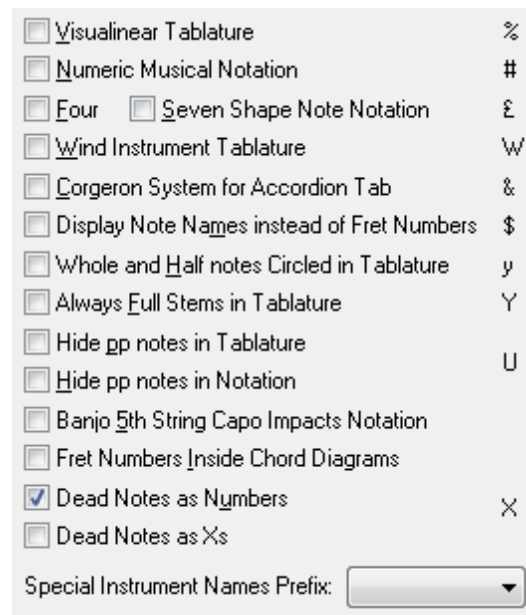 Visualinear Tablature %
Numeric Musical Notation #
Four Seven Shape Note Notation £
Wind Instrument Tablature W
Corgeron System for Accordion Tab &
Display Note Names instead of Fret Numbers $
Whole and Half notes Circled in Tablature y
Always Full Stems in Tablature Y
Hide pp notes in Tablature
U
Hide pp notes in Notation
Banjo 5th String Capo Impacts Notation
Fret Numbers Inside Chord Diagrams
Dead Notes as Numbers
X
Dead Notes as Xs
Special Instrument Names Prefix: